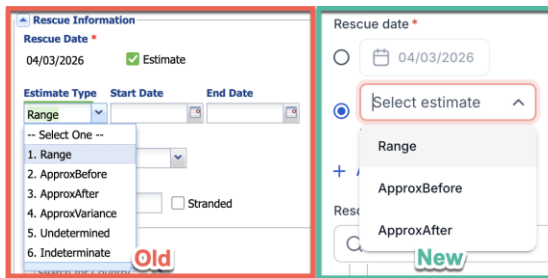 Rescue Information
Rescue Date *
04/03/2026 Estimate
Estimate Type Start Date End Date
Range
-- Select One --
1. Range
2. ApproxBefore
3. ApproxAfter
4. ApproxVariance
5. Undetermined
6. Indeterminate
Stranded
Old
Rescue date *
04/03/2026
Select estimate
Range
ApproxBefore
ApproxAfter
New